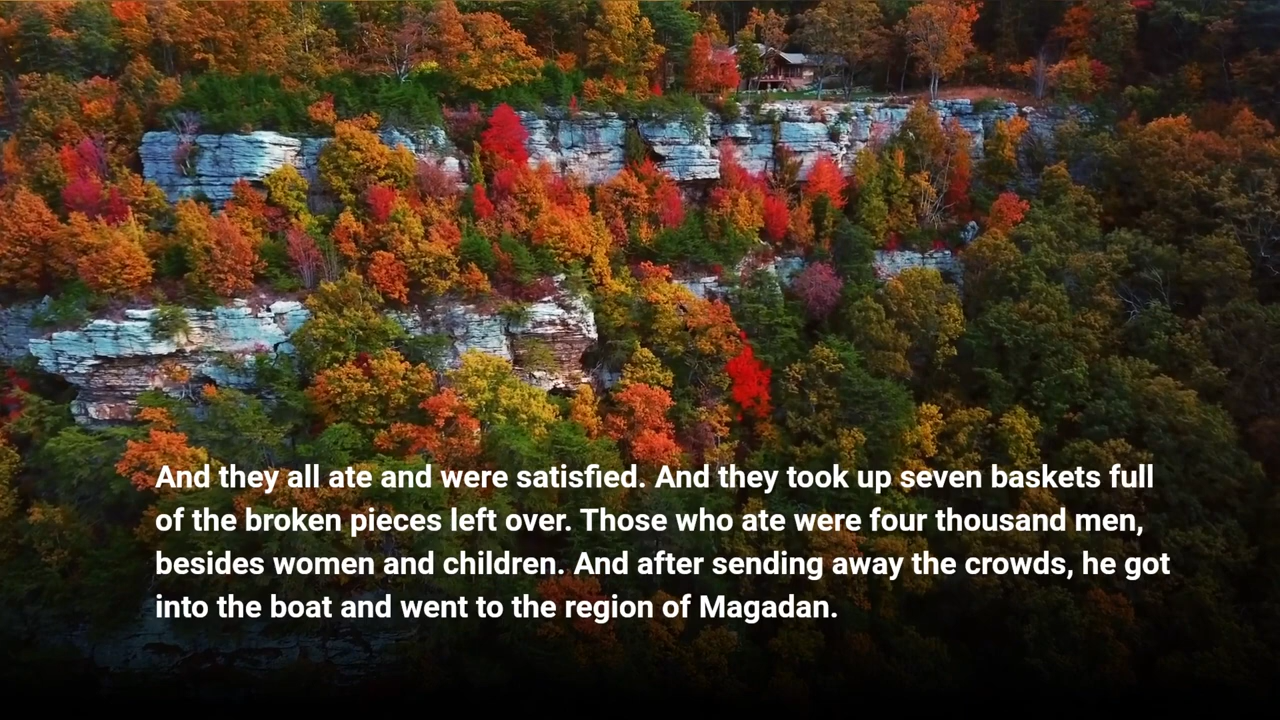 And they all ate and were satisfied. And they took up seven baskets full
of the broken pieces left over. Those who ate were four thousand men,
besides women and children. And after sending away the crowds, he got
into the boat and went to the region of Magadan.